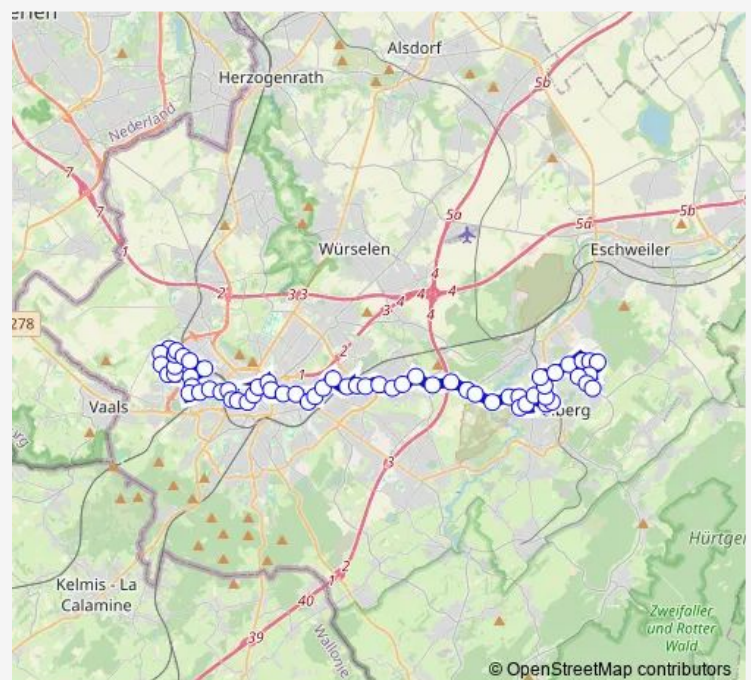 Alsdorf
Herzogenrath
5b
Nederland
7
7
5a
5a
5b
Würselen
Eschweiler
1
4
2
3 3
4
4
4
3
4
278
2
1
Vaals
berg
3
Hürtge
Kelmis - La
Calamine
2
1
40
39
Wallonie
Zweifaller
und Rotter
Wald
© OpenStreetMap contributors